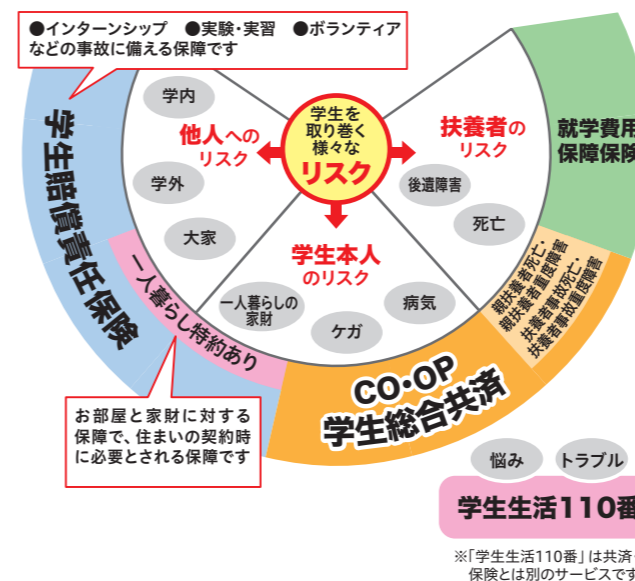 ●インターンシップ ●実験・実習 ●ボランティア
などの事故に備える保障です
学生を
取り巻く
様々な
リスク
他人への
リスク
学内
学外
大家
扶養者の
リスク
後遺障害
死亡
学生本人
のリスク
一人暮らしの
家財
ケガ
病気
学生賠償責任保険
一人暮らし特約あり
お部屋と家財に対する
保障で、住まいの契約時
に必要とされる保障です
CO・OP
学生総合共済
親扶養者死亡・
親扶養者重度障害
扶養者事故死亡・
扶養者事故重度障害
就学費用
保障保険
悩み
トラブル
学生生活110番
※「学生生活110番」は共済・
保険とは別のサービスです